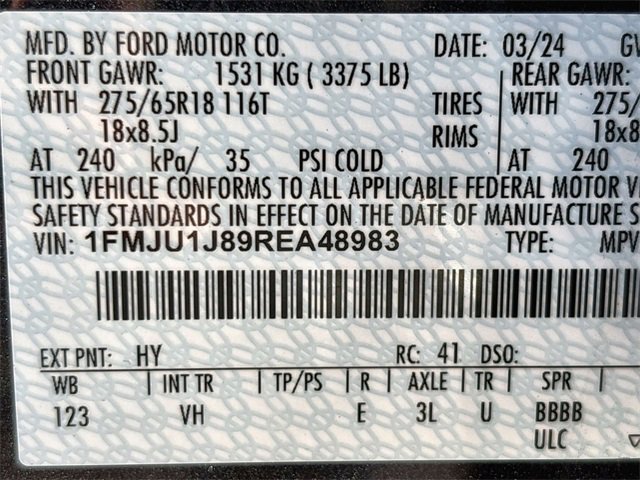 MFD. BY FORD MOTOR CO. DATE: 03/24 GV
FRONT GAWR: 1531 KG ( 3375 LB) REAR GAWR:
WITH 275/65R18 116T TIRES WITH 275/
18x8.5J RIMS 18x8
AT 240 kPa/ 35 PSI COLD AT 240
THIS VEHICLE CONFORMS TO ALL APPLICABLE FEDERAL MOTOR V
SAFETY STANDARDS IN EFFECT ON THE DATE OF MANUFACTURE S
VIN: 1FMJU1J89REA48983 TYPE: MPV
EXT PNT: HY RC: 41 DSO:
WB INT TR TP/PS R AXLE TR SPR
123 VH E 3L U BBBB
ULC